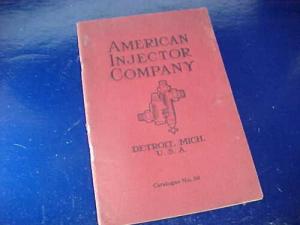 AMERICAN
INJECTOR
COMPANY
DETROIT, MICH.
U.S.A.
Catalogue No.